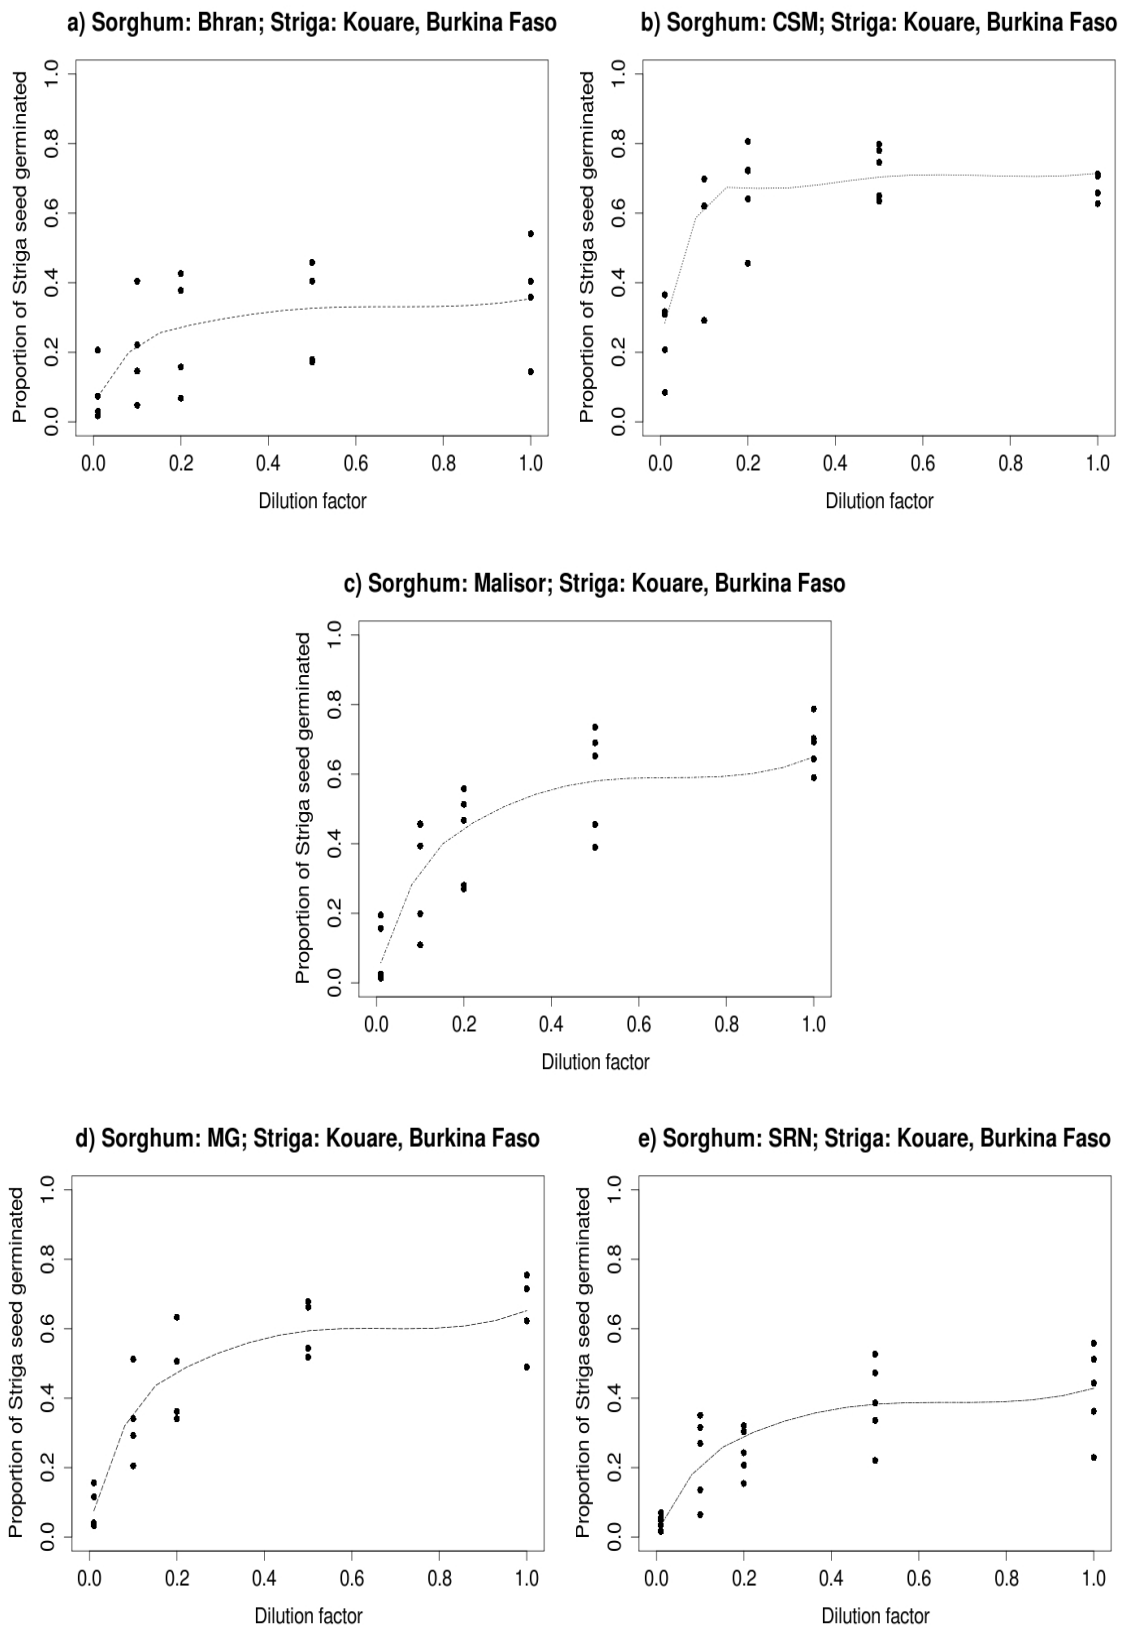 a) Sorghum: Bhran; Striga: Kouare, Burkina Faso
Proportion of Striga seed germinated
1.0
0.8
0.6
0.4
0.2
0.0
0.0 0.2 0.4 0.6 0.8 1.0
Dilution factor
b) Sorghum: CSM; Striga: Kouare, Burkina Faso
Proportion of Striga seed germinated
1.0
0.8
0.6
0.4
0.2
0.0
0.0 0.2 0.4 0.6 0.8 1.0
Dilution factor
c) Sorghum: Malisor; Striga: Kouare, Burkina Faso
Proportion of Striga seed germinated
1.0
0.8
0.6
0.4
0.2
0.0
0.0 0.2 0.4 0.6 0.8 1.0
Dilution factor
d) Sorghum: MG; Striga: Kouare, Burkina Faso
Proportion of Striga seed germinated
1.0
0.8
0.6
0.4
0.2
0.0
0.0 0.2 0.4 0.6 0.8 1.0
Dilution factor
e) Sorghum: SRN; Striga: Kouare, Burkina Faso
Proportion of Striga seed germinated
1.0
0.8
0.6
0.4
0.2
0.0
0.0 0.2 0.4 0.6 0.8 1.0
Dilution factor